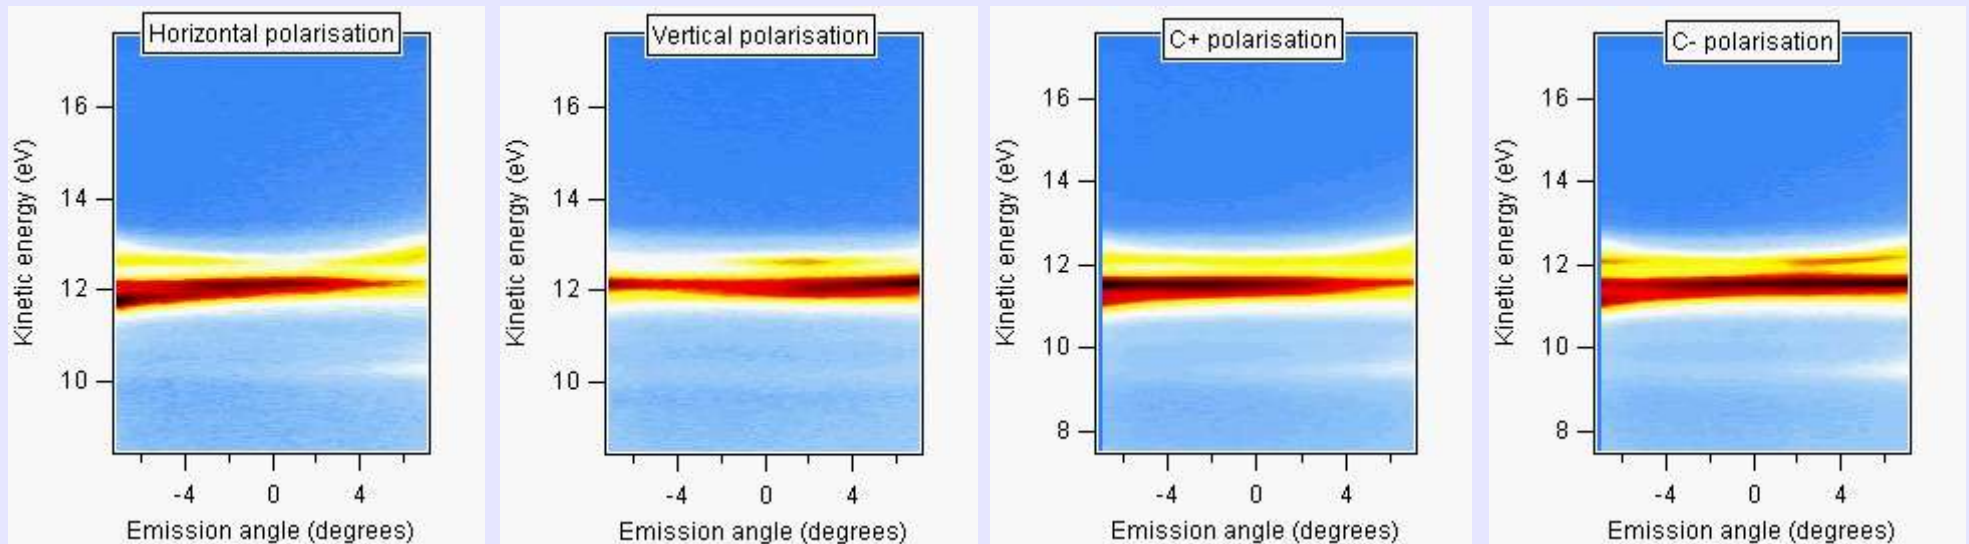 Horizontal polarisation
Kinetic energy (eV)
16
14
12
10
-4 0 4
Emission angle (degrees)
Vertical polarisation
Kinetic energy (eV)
16
14
12
10
-4 0 4
Emission angle (degrees)
C+ polarisation
Kinetic energy (eV)
16
14
12
10
8
-4 0 4
Emission angle (degrees)
C- polarisation
Kinetic energy (eV)
16
14
12
10
8
-4 0 4
Emission angle (degrees)